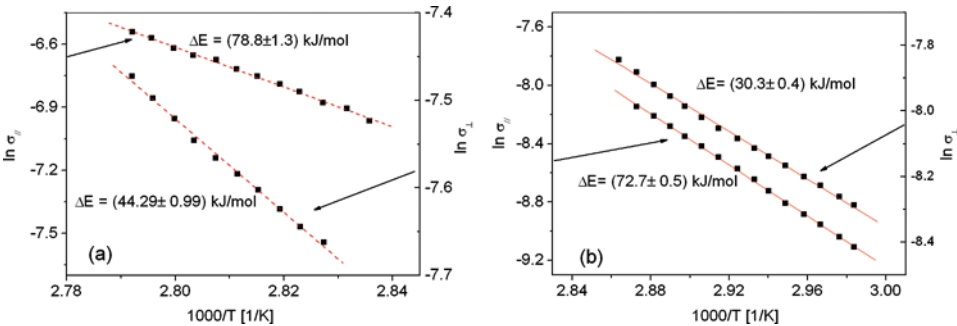 -6.6
-6.9
-7.2
-7.5
ln σ//
ΔE = (78.8±1.3) kJ/mol
ΔE = (44.29± 0.99) kJ/mol
(a)
-7.4
-7.5
-7.6
-7.7
ln σ⊥
2.78 2.80 2.82 2.84
1000/T [1/K]
-7.6
-8.0
-8.4
-8.8
-9.2
ln σ//
ΔE= (30.3± 0.4) kJ/mol
ΔE= (72.7± 0.5) kJ/mol
(b)
-7.8
-8.0
-8.2
-8.4
ln σ⊥
2.84 2.88 2.92 2.96 3.00
1000/T [1/K]